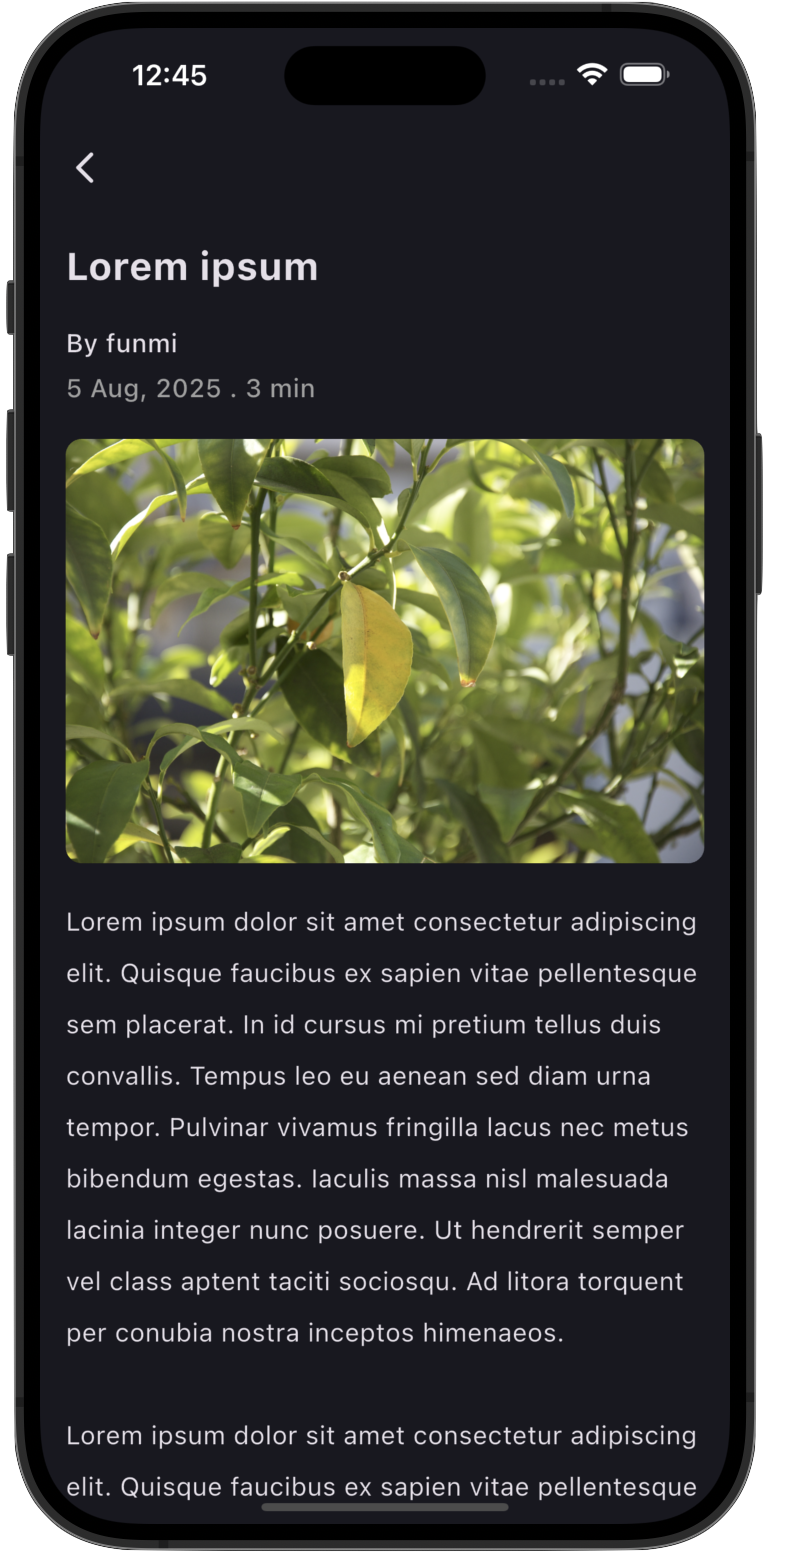 12:45
Lorem ipsum
By funmi
5 Aug, 2025 . 3 min
Lorem ipsum dolor sit amet consectetur adipiscing
elit. Quisque faucibus ex sapien vitae pellentesque
sem placerat. In id cursus mi pretium tellus duis
convallis. Tempus leo eu aenean sed diam urna
tempor. Pulvinar vivamus fringilla lacus nec metus
bibendum egestas. Iaculis massa nisl malesuada
lacinia integer nunc posuere. Ut hendrerit semper
vel class aptent taciti sociosqu. Ad litora torquent
per conubia nostra inceptos himenaeos.
Lorem ipsum dolor sit amet consectetur adipiscing
elit. Quisque faucibus ex sapien vitae pellentesque